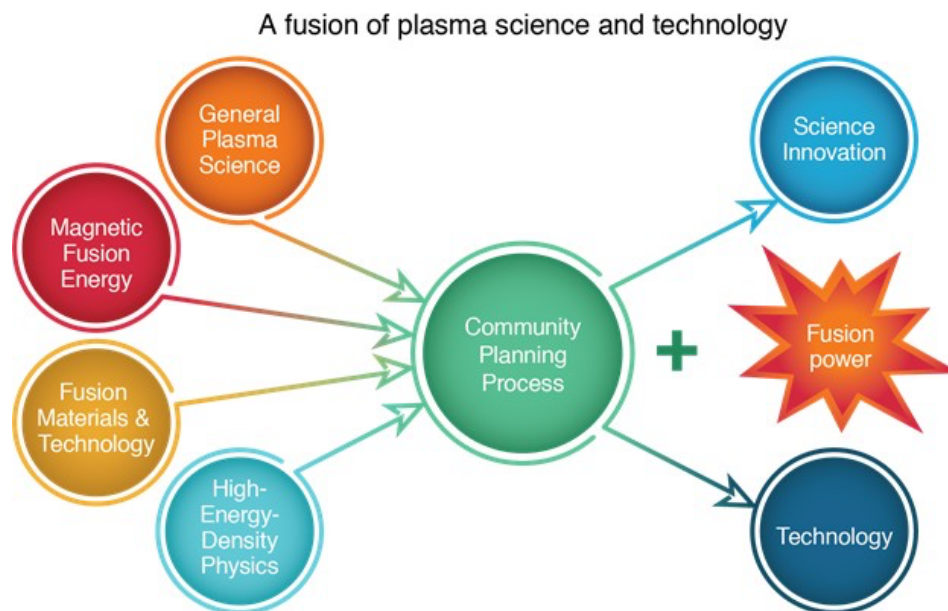 A fusion of plasma science and technology
General
Plasma
Science
Magnetic
Fusion
Energy
Fusion
Materials &
Technology
High-
Energy-
Density
Physics
Community
Planning
Process
+
Science
Innovation
Fusion
power
Technology